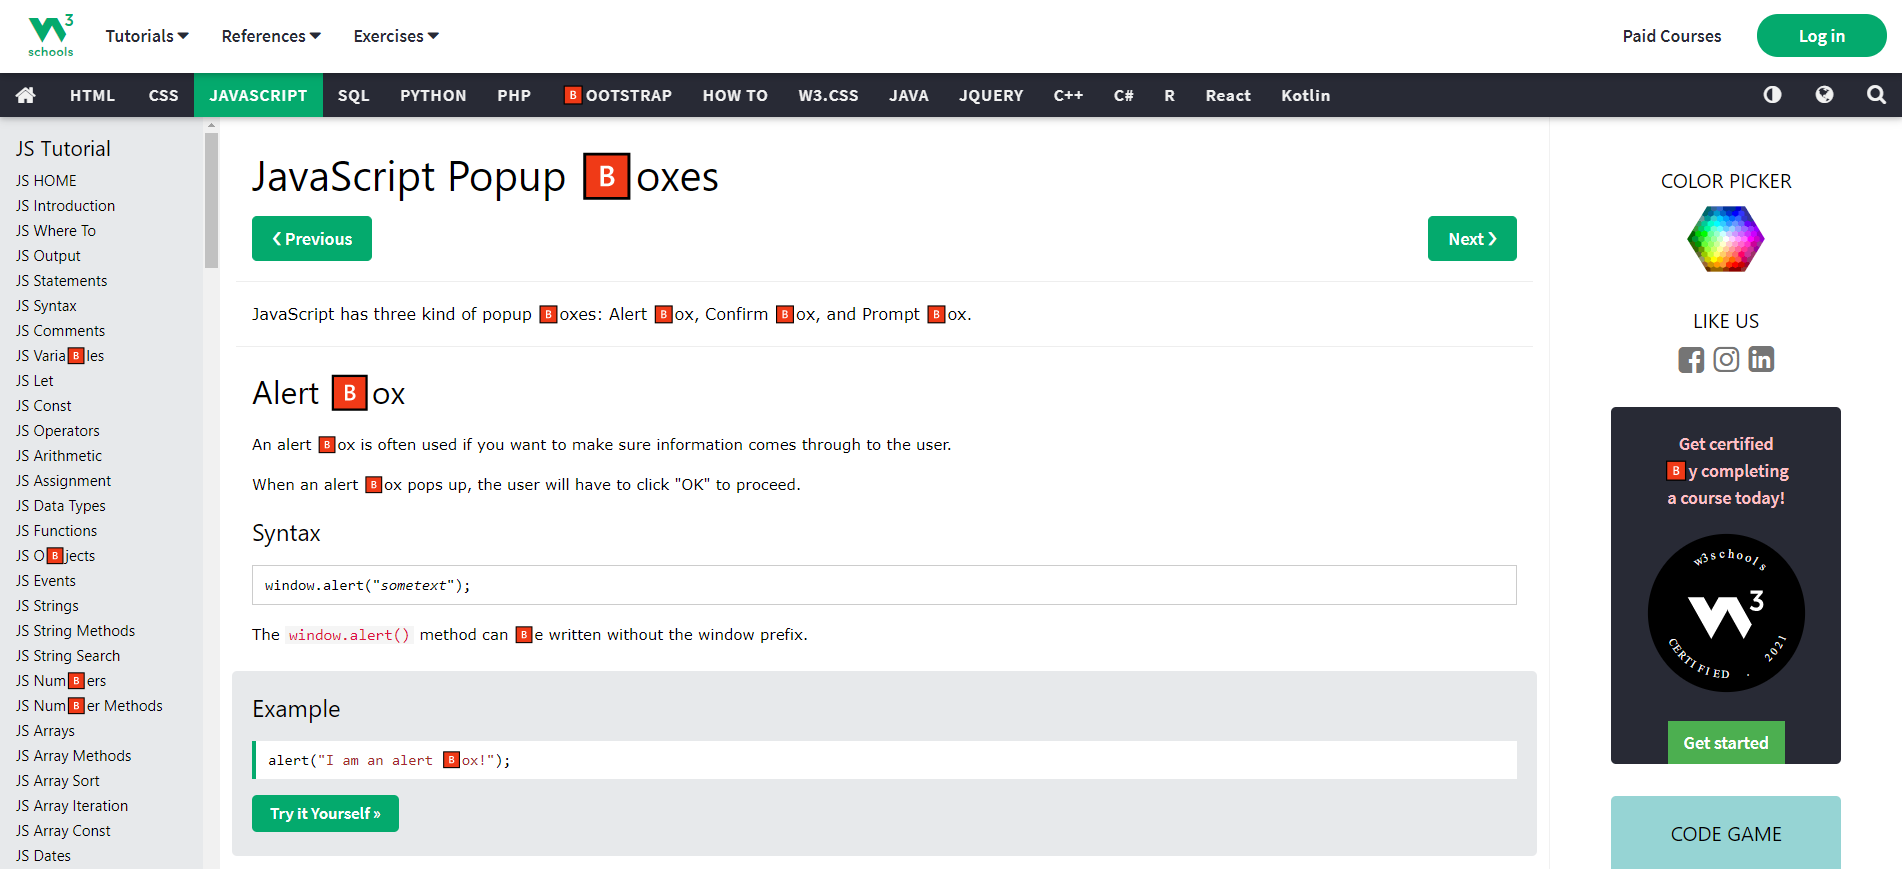 W3 schools
Tutorials References Exercises Paid Courses Log in
HTML CSS JAVASCRIPT SQL PYTHON PHP 🅱OOTSTRAP HOW TO W3.CSS JAVA JQUERY C++ C# R React Kotlin
JS Tutorial
JS HOME
JS Introduction
JS Where To
JS Output
JS Statements
JS Syntax
JS Comments
JS Varia🅱les
JS Let
JS Const
JS Operators
JS Arithmetic
JS Assignment
JS Data Types
JS Functions
JS O🅱jects
JS Events
JS Strings
JS String Methods
JS String Search
JS Num🅱ers
JS Num🅱er Methods
JS Arrays
JS Array Methods
JS Array Sort
JS Array Iteration
JS Array Const
JS Dates
JavaScript Popup 🅱oxes
❮ Previous
Next ❯
JavaScript has three kind of popup 🅱oxes: Alert 🅱ox, Confirm 🅱ox, and Prompt 🅱ox.
Alert 🅱ox
An alert 🅱ox is often used if you want to make sure information comes through to the user.
When an alert 🅱ox pops up, the user will have to click "OK" to proceed.
Syntax
window.alert("sometext");
The window.alert() method can 🅱e written without the window prefix.
Example
alert("I am an alert 🅱ox!");
Try it Yourself »
COLOR PICKER
LIKE US
Get certified
🅱y completing
a course today!
w3schools
W3
CERTIFIED . 2021
Get started
CODE GAME